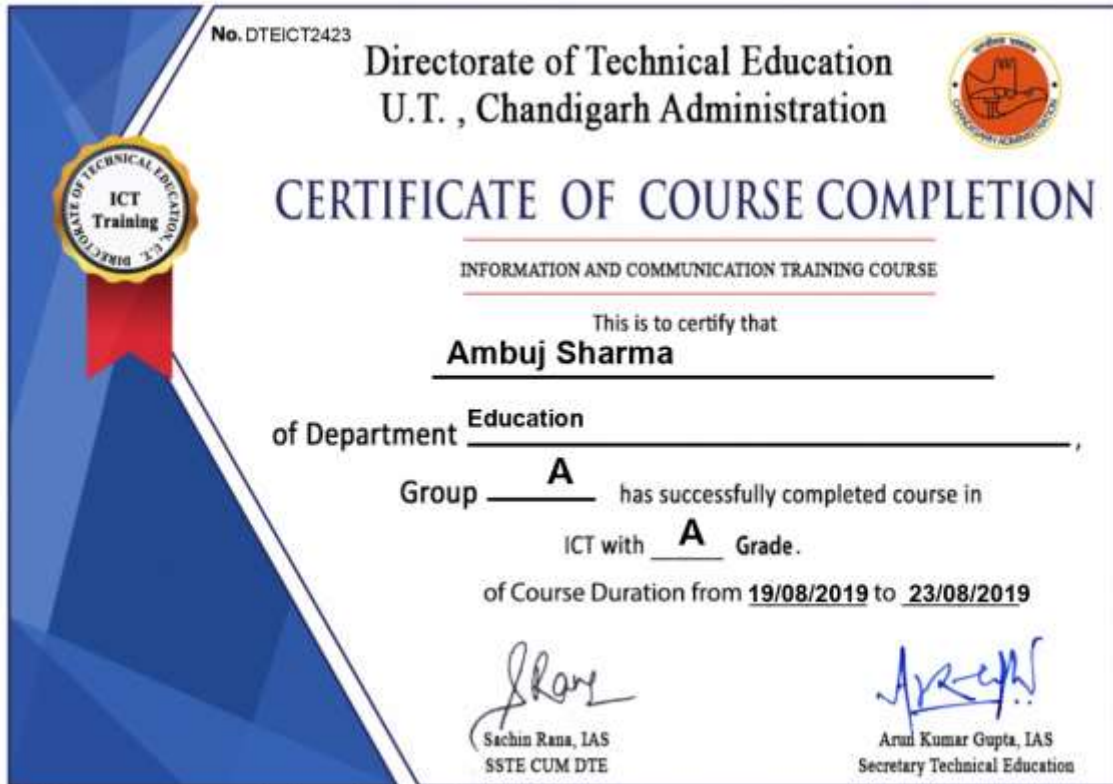 No. DTEICT2423
Directorate of Technical Education
U.T. , Chandigarh Administration
CHANDIGARH ADMINISTRATION
DIRECTORATE OF TECHNICAL EDUCATION, U.T.
ICT
Training
CERTIFICATE OF COURSE COMPLETION
INFORMATION AND COMMUNICATION TRAINING COURSE
This is to certify that
Ambuj Sharma
of Department Education ,
Group A has successfully completed course in
ICT with A Grade.
of Course Duration from 19/08/2019 to 23/08/2019
SRana
Sachin Rana, IAS
SSTE CUM DTE
Arun Kumar Gupta, IAS
Secretary Technical Education